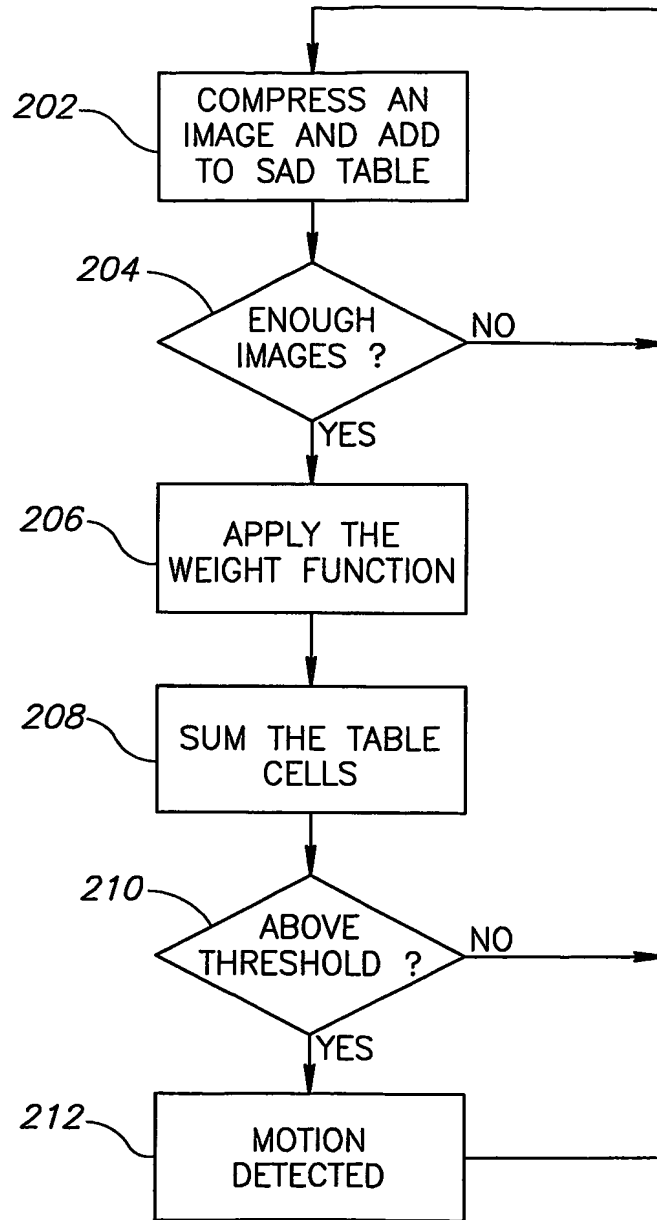 202
COMPRESS AN
IMAGE AND ADD
TO SAD TABLE
204
ENOUGH
IMAGES ?
NO
YES
206
APPLY THE
WEIGHT FUNCTION
208
SUM THE TABLE
CELLS
210
ABOVE
THRESHOLD ?
NO
YES
212
MOTION
DETECTED